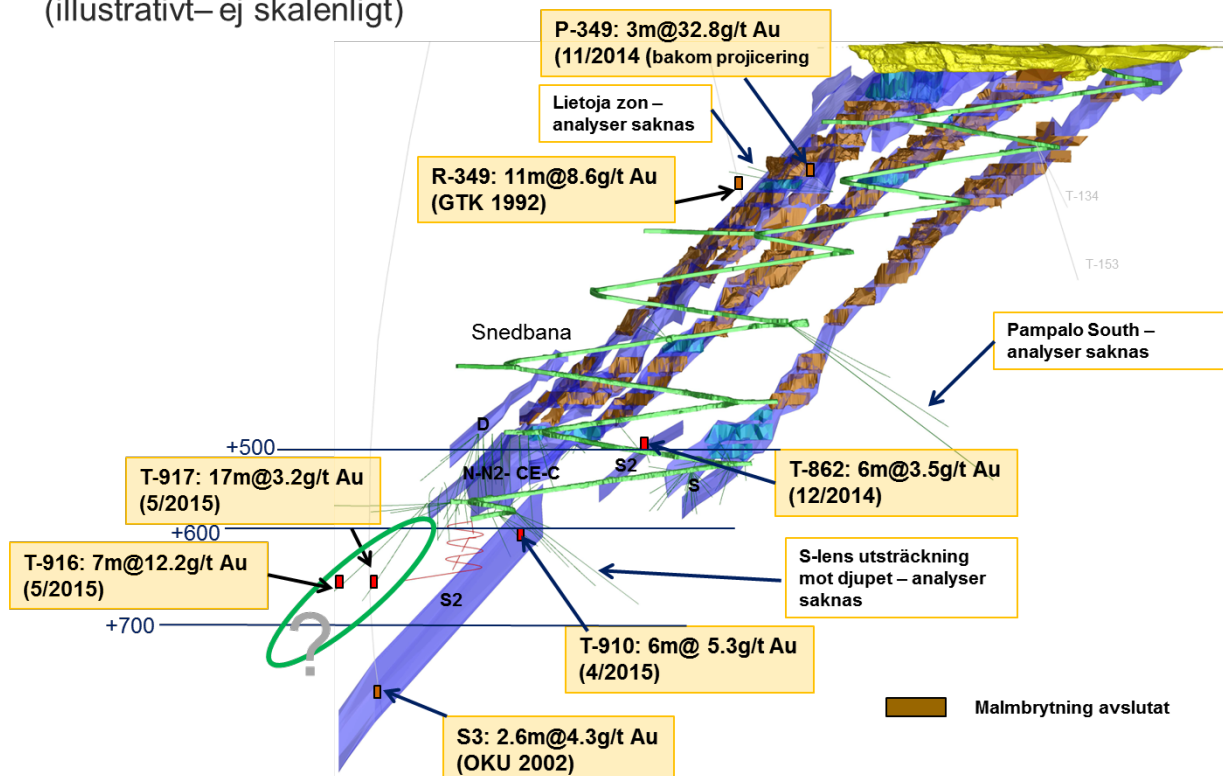 (illustrativt– ej skalenligt)
P-349: 3m@32.8g/t Au
(11/2014 (bakom projicering
Lietoja zon –
analyser saknas
R-349: 11m@8.6g/t Au
(GTK 1992)
T-134
T-153
Snedbana
Pampalo South –
analyser saknas
D
+500
N-N2- CE-C
S2
S
T-862: 6m@3.5g/t Au
(12/2014)
T-917: 17m@3.2g/t Au
(5/2015)
+600
T-916: 7m@12.2g/t Au
(5/2015)
S-lens utsträckning
mot djupet – analyser
saknas
S2
+700
?
T-910: 6m@ 5.3g/t Au
(4/2015)
S3: 2.6m@4.3g/t Au
(OKU 2002)
Malmbrytning avslutat